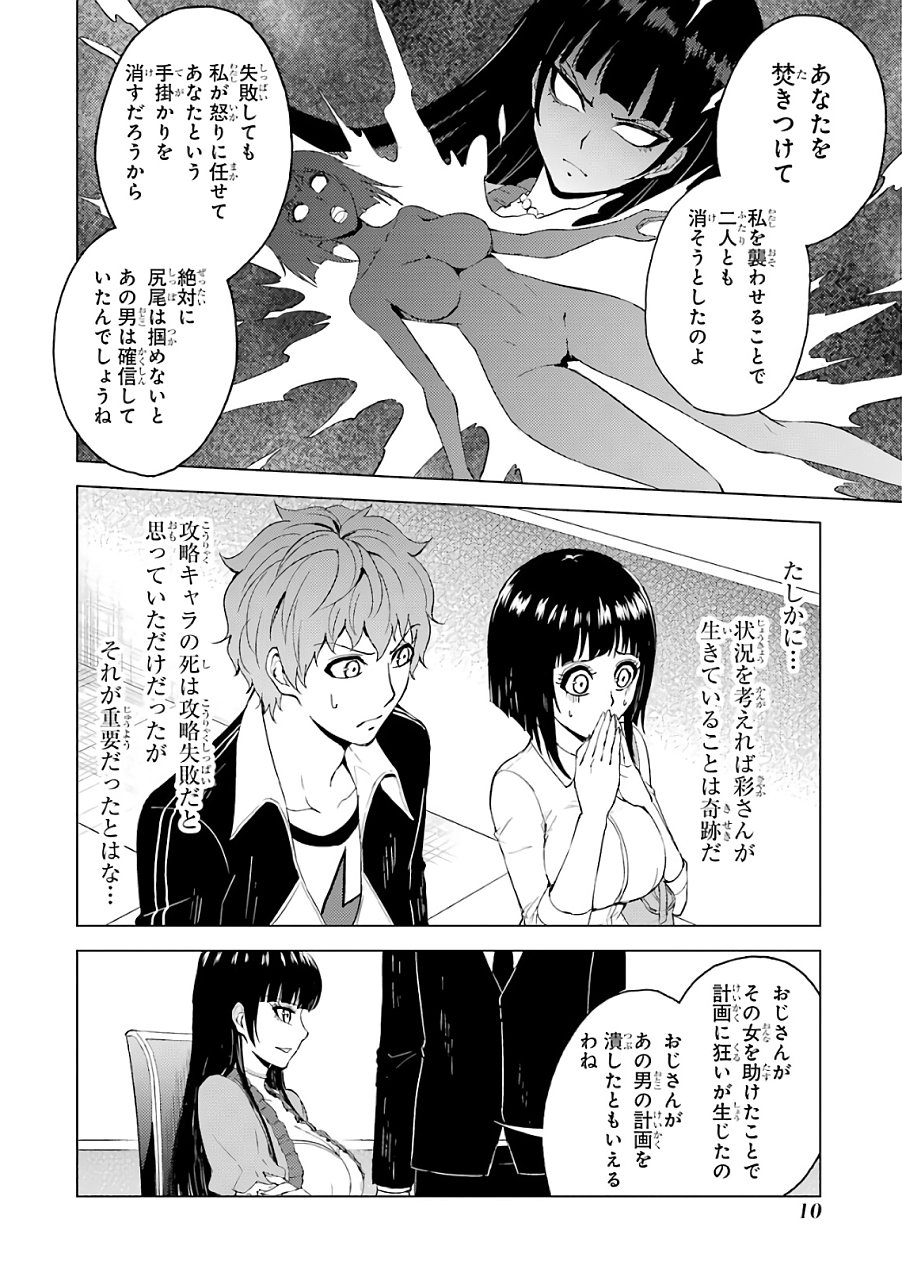 あなたを
焚きつけて
私を襲わせることで
二人とも
消そうとしたのよ
失敗しても
私が怒りに任せて
あなたという
手掛かりを
消すだろうから
絶対に
尻尾は掴めないと
あの男は確信して
いたんでしょうね
たしかに…
状況を考えれば彩さんが
生きていることは奇跡だ
攻略キャラの死は攻略失敗だと
思っていただけだったが
それが重要だったとはな…
おじさんが
その女を助けたことで
計画に狂いが生じたの
おじさんが
あの男の計画を
潰したともいえる
わね
10